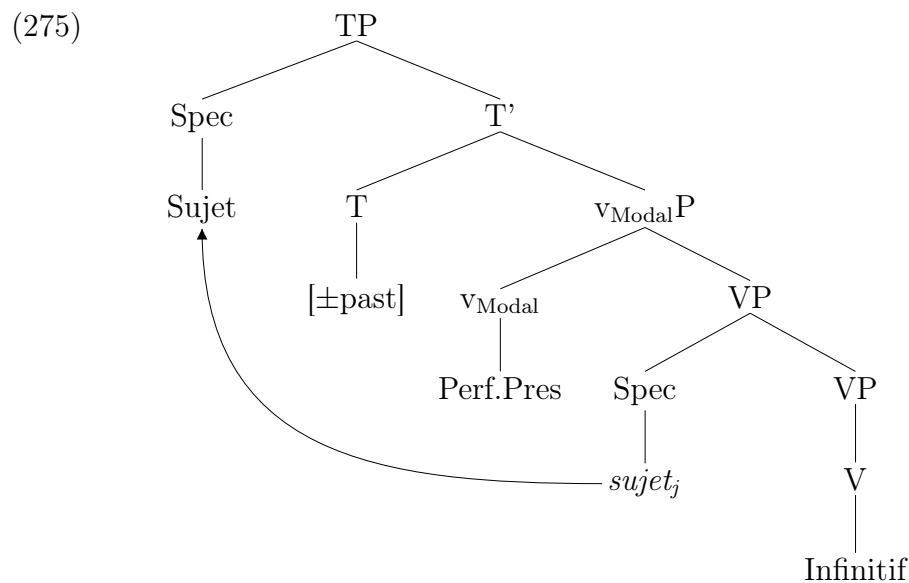 (275) TP
Spec T’
Sujet T v_Modal P
[±past] v_Modal VP
Perf.Pres Spec VP
sujet_j V
Infinitif